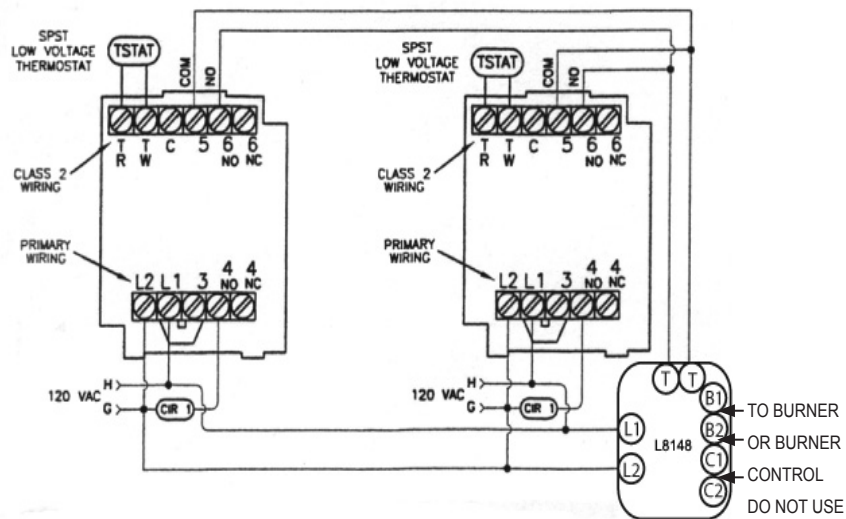 SPST
LOW VOLTAGE
THERMOSTAT
TSTAT
COM
NO
T T C 5 6 6
R W NO NC
CLASS 2
WIRING
PRIMARY
WIRING
L2 L1 3 4 4
NO NC
H
120 VAC
G
CIR 1
SPST
LOW VOLTAGE
THERMOSTAT
TSTAT
COM
NO
T T C 5 6 6
R W NO NC
CLASS 2
WIRING
PRIMARY
WIRING
L2 L1 3 4 4
NO NC
H
120 VAC
G
CIR 1
T T
B1
TO BURNER
L1
B2
OR BURNER
L8148
C1
L2
CONTROL
C2
DO NOT USE